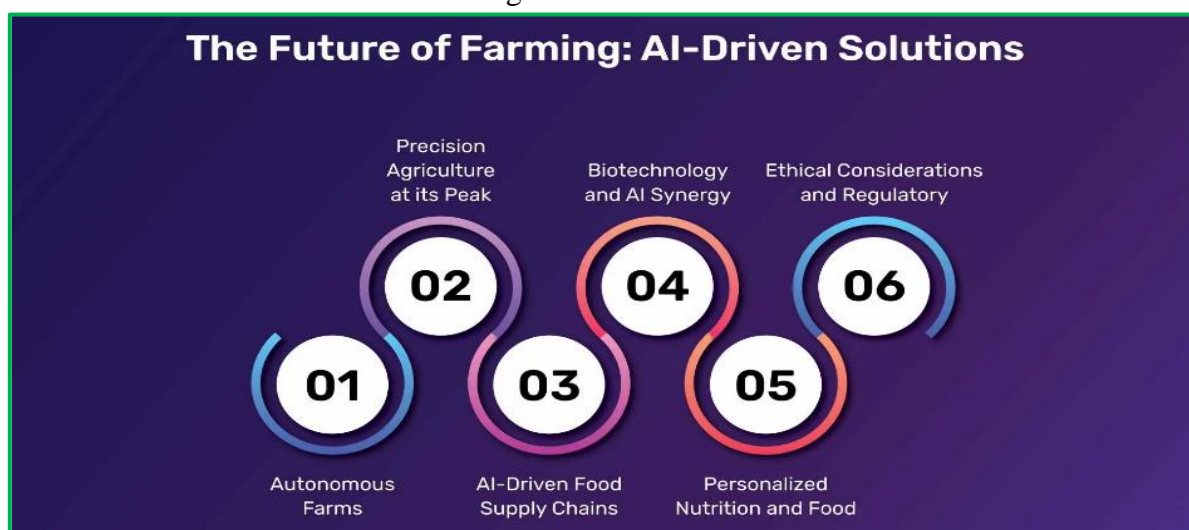 The Future of Farming: AI-Driven Solutions
Precision
Agriculture
at its Peak
Biotechnology
and AI Synergy
Ethical Considerations
and Regulatory
02
04
06
01
03
05
Autonomous
Farms
AI-Driven Food
Supply Chains
Personalized
Nutrition and Food